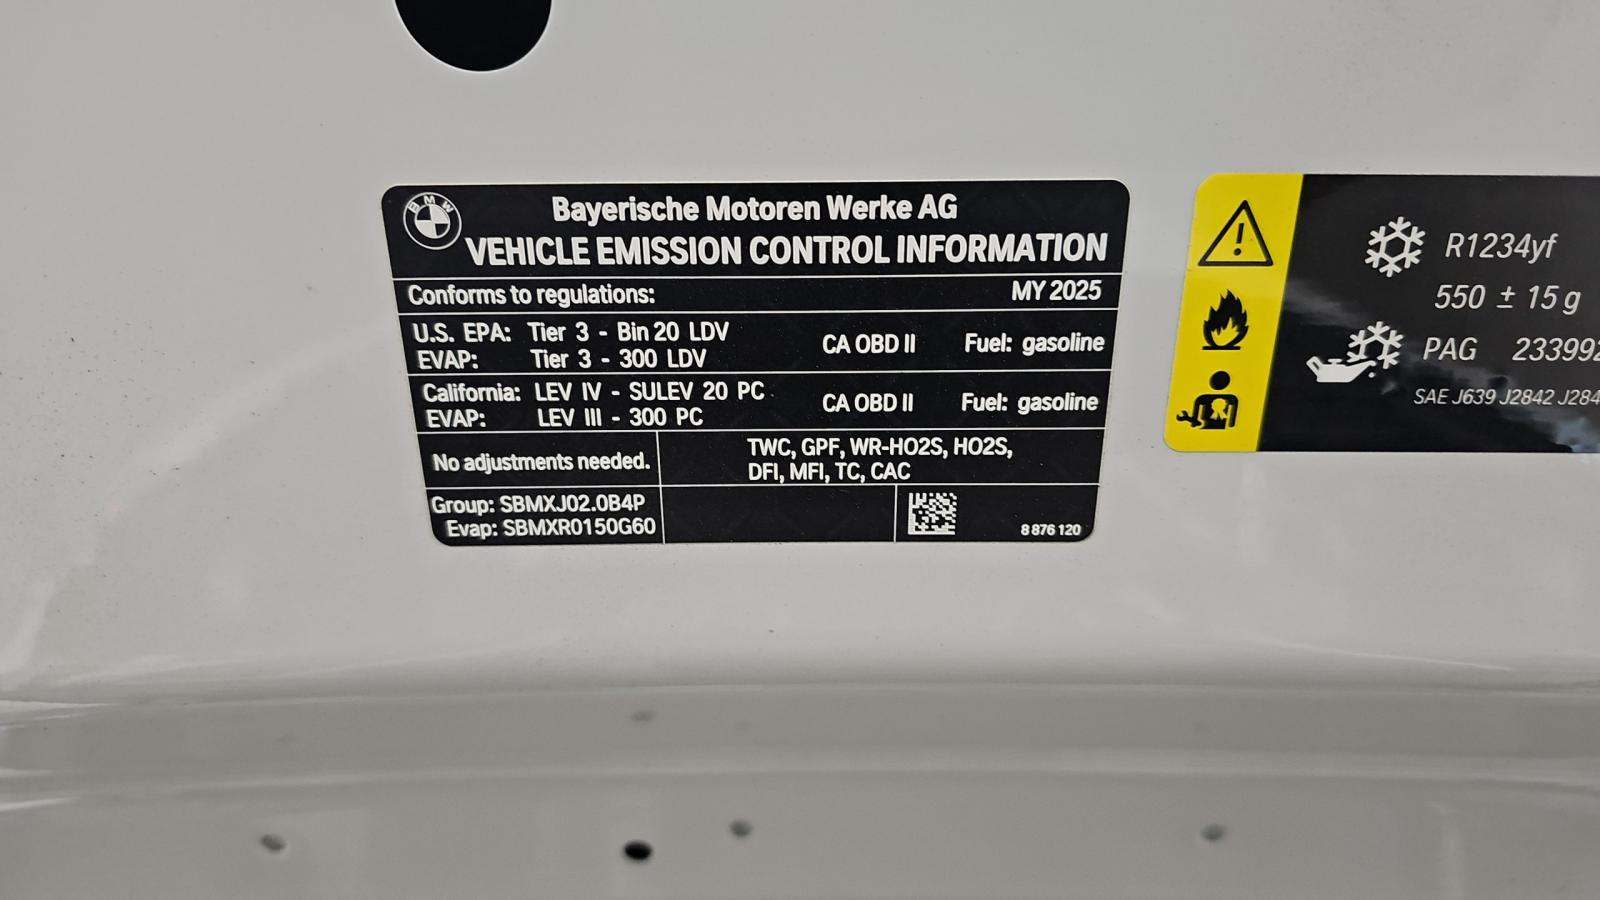 BMW
Bayerische Motoren Werke AG
VEHICLE EMISSION CONTROL INFORMATION
Conforms to regulations: MY 2025
U.S. EPA: Tier 3 - Bin 20 LDV CA OBD II Fuel: gasoline
EVAP: Tier 3 - 300 LDV
California: LEV IV - SULEV 20 PC CA OBD II Fuel: gasoline
EVAP: LEV III - 300 PC
No adjustments needed. TWC, GPF, WR-HO2S, HO2S,
DFI, MFI, TC, CAC
Group: SBMXJ02.0B4P
Evap: SBMXR0150G60
8 876 120
R1234yf
550 ± 15 g
PAG 233992
SAE J639 J2842 J284